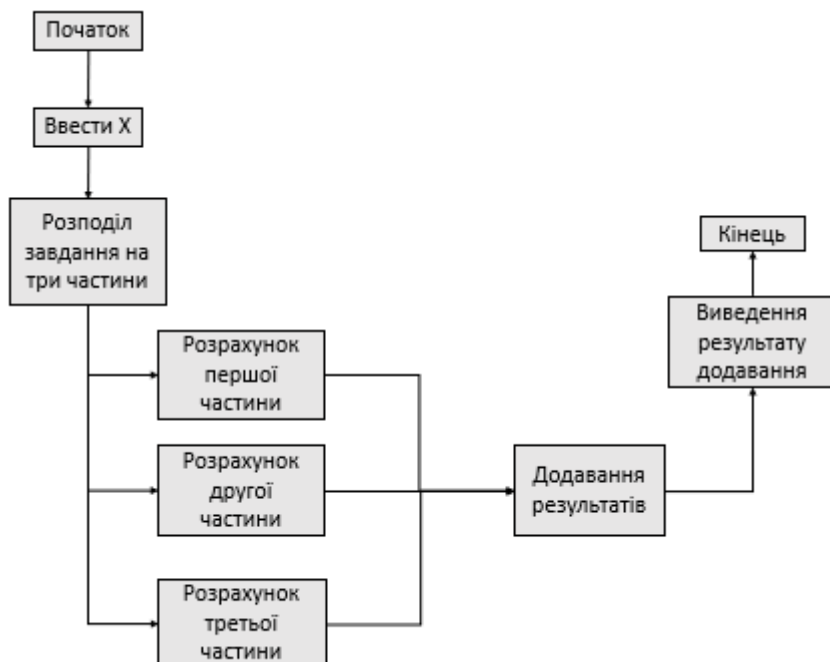 Початок
Ввести X
Розподіл
завдання на
три частини
Розрахунок
першої
частини
Розрахунок
другої
частини
Розрахунок
третьої
частини
Додавання
результатів
Виведення
результату
додавання
Кінець